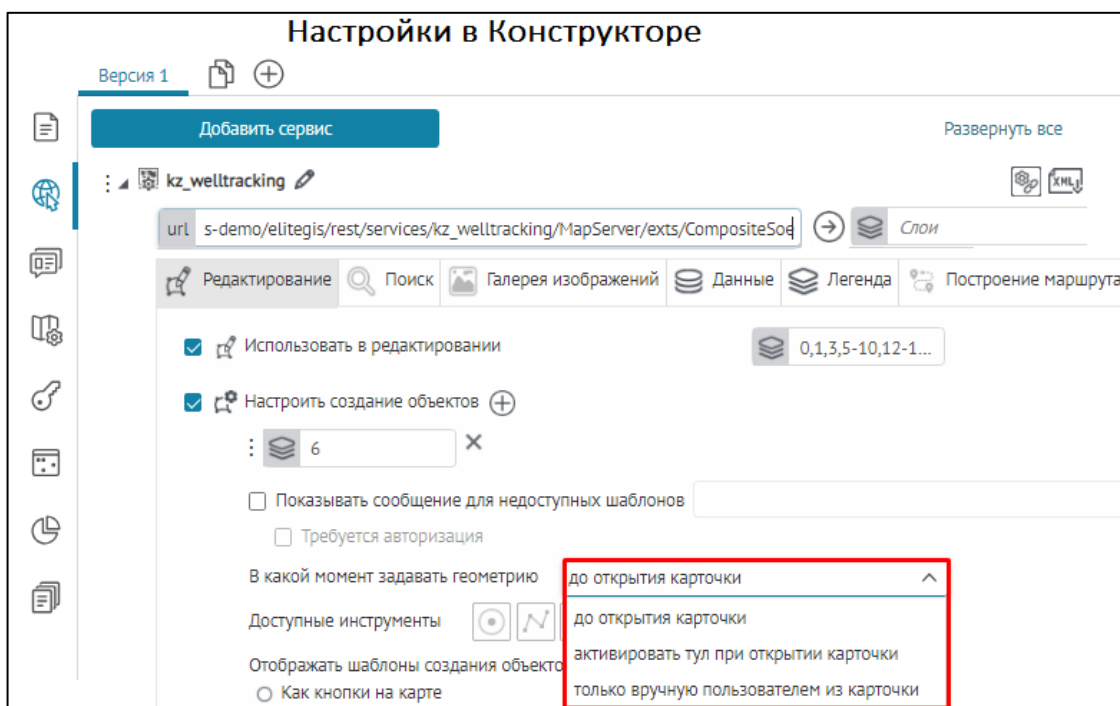 Настройки в Конструкторе
Версия 1
Добавить сервис
Развернуть все
kz_welltracking
XML
url s-demo/elitegis/rest/services/kz_welltracking/MapServer/exts/CompositeSoe
Слои
Редактирование Поиск Галерея изображений Данные Легенда Построение маршрута
Использовать в редактировании
0,1,3,5-10,12-1...
Настроить создание объектов
6
Показывать сообщение для недоступных шаблонов
Требуется авторизация
В какой момент задавать геометрию до открытия карточки
Доступные инструменты
до открытия карточки
активировать тул при открытии карточки
Отображать шаблоны создания объекто
только вручную пользователем из карточки
Как кнопки на карте